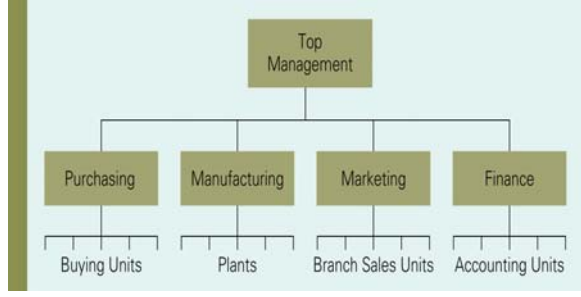 Top
Management
Purchasing
Manufacturing
Marketing
Finance
Buying Units
Plants
Branch Sales Units
Accounting Units